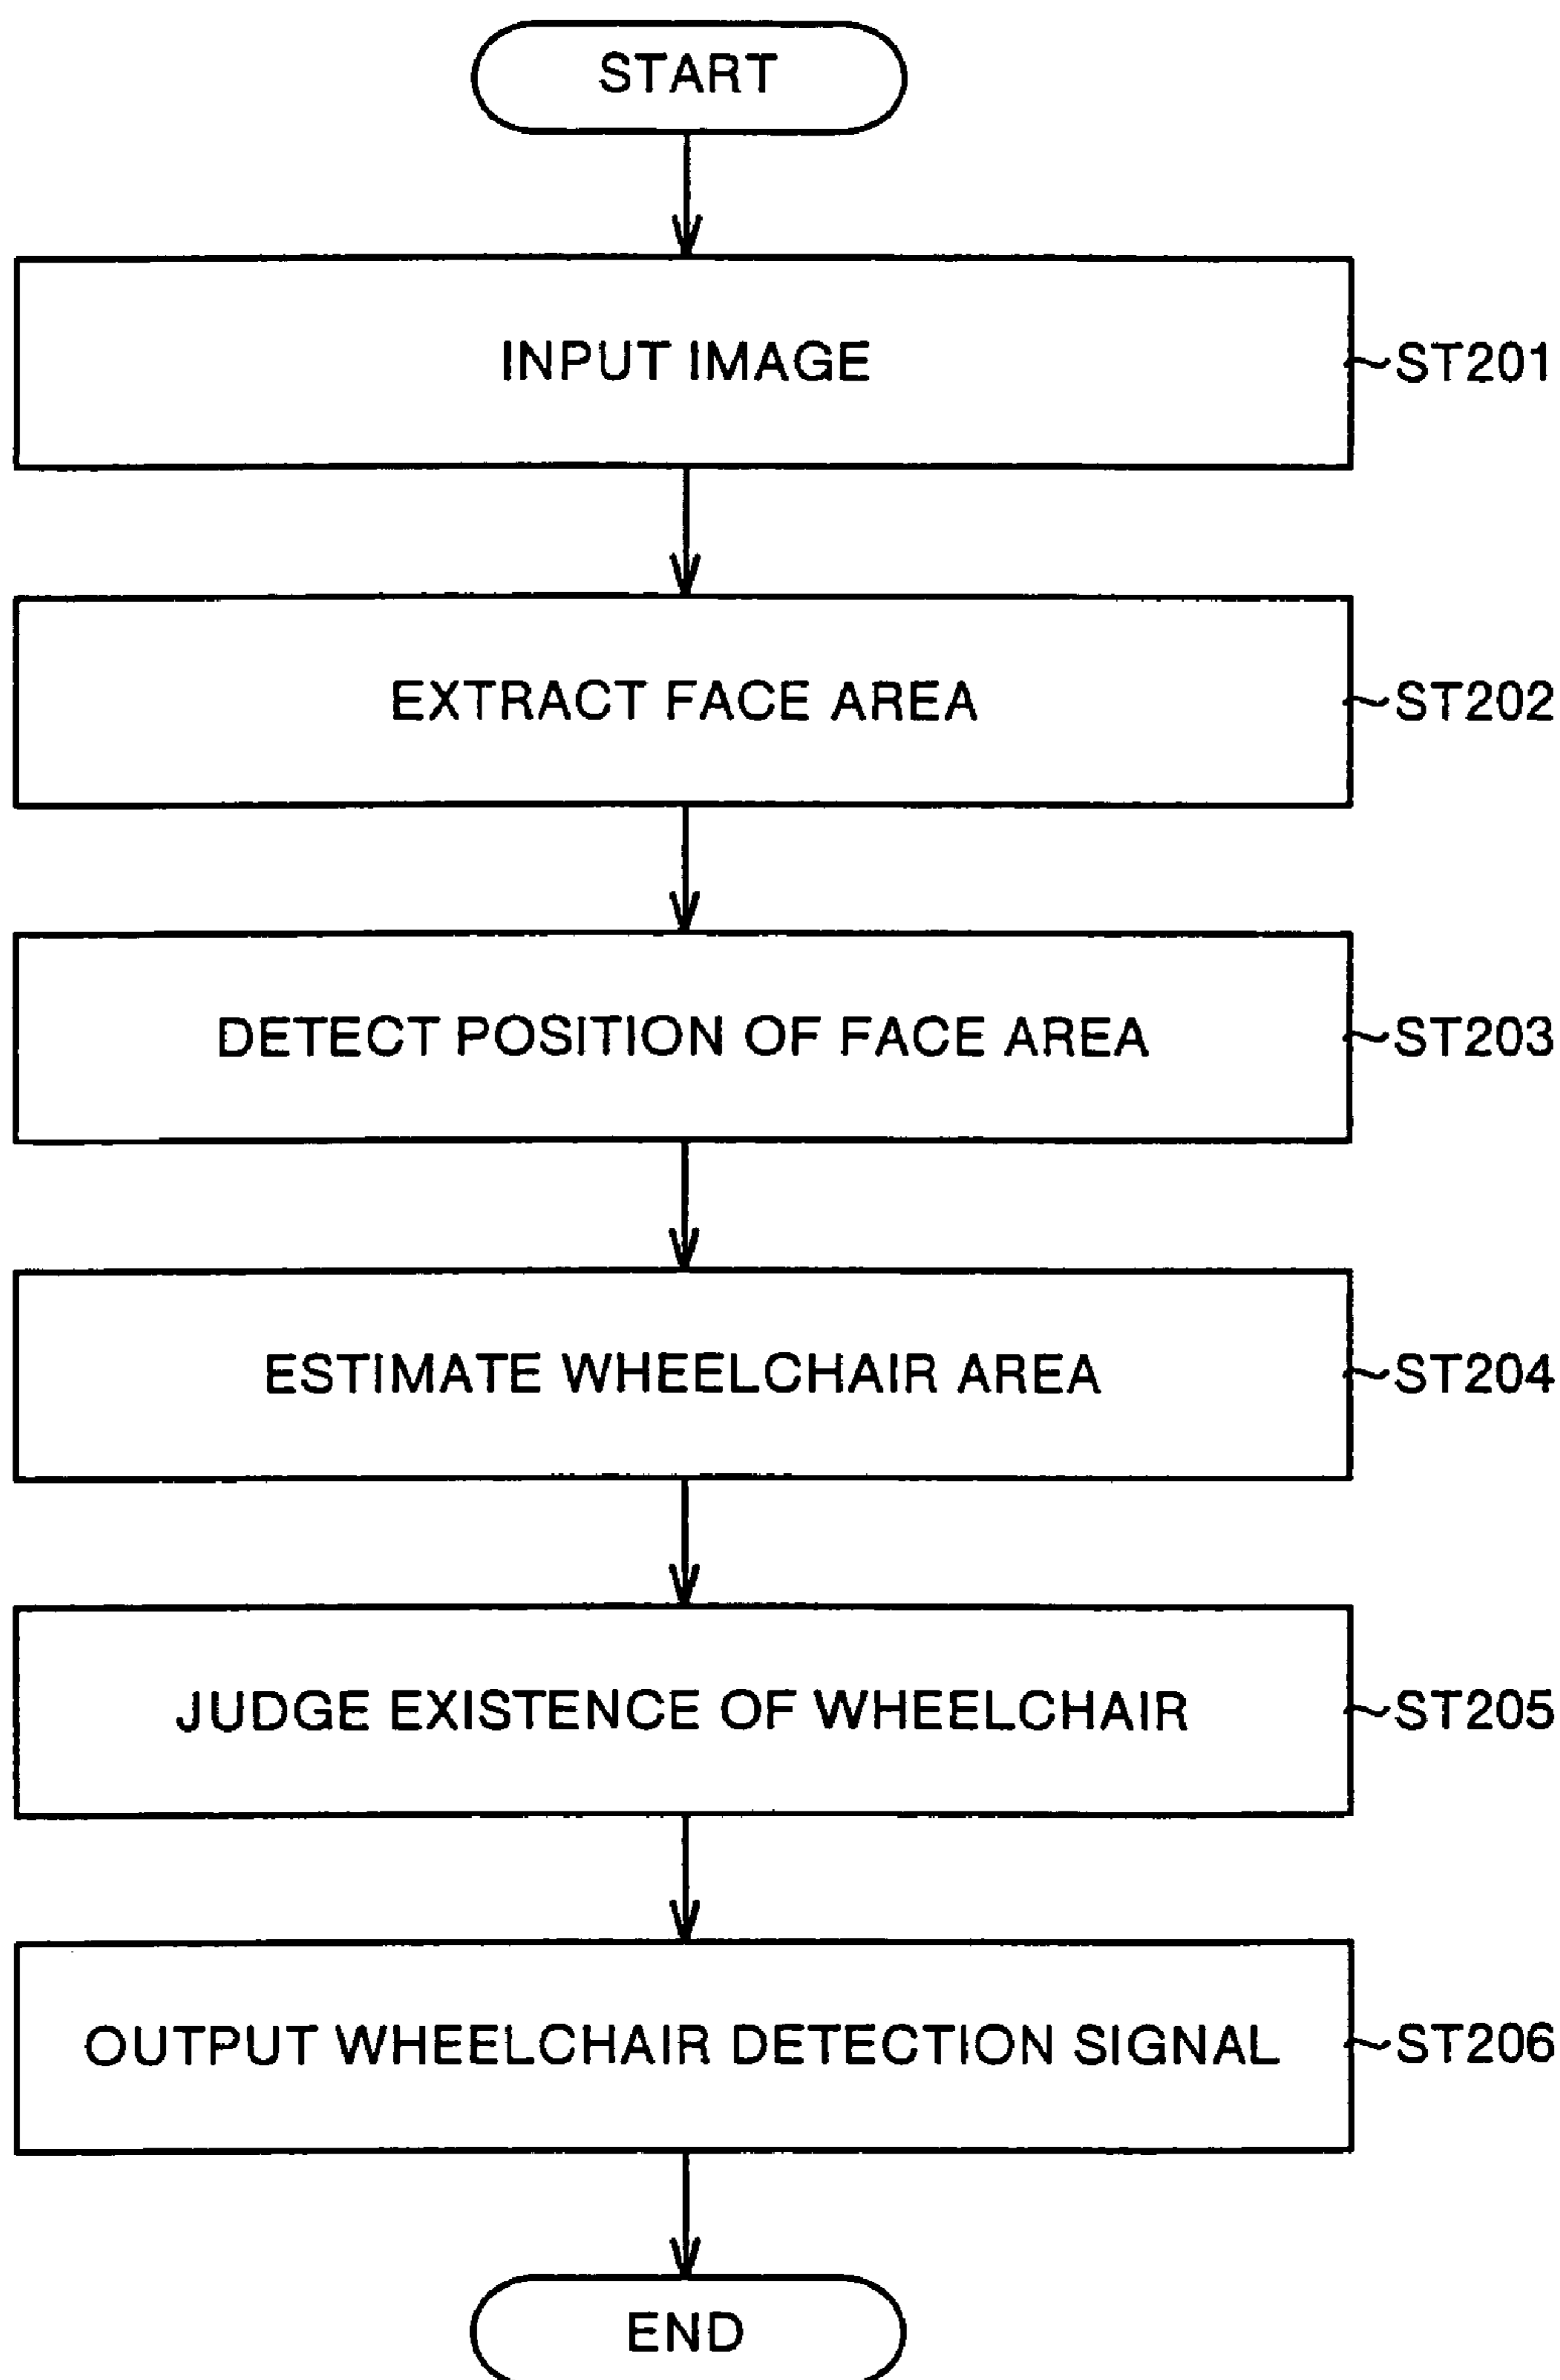 START
INPUT IMAGE
ST201
EXTRACT FACE AREA
ST202
DETECT POSITION OF FACE AREA
ST203
ESTIMATE WHEELCHAIR AREA
ST204
JUDGE EXISTENCE OF WHEELCHAIR
ST205
OUTPUT WHEELCHAIR DETECTION SIGNAL
ST206
END